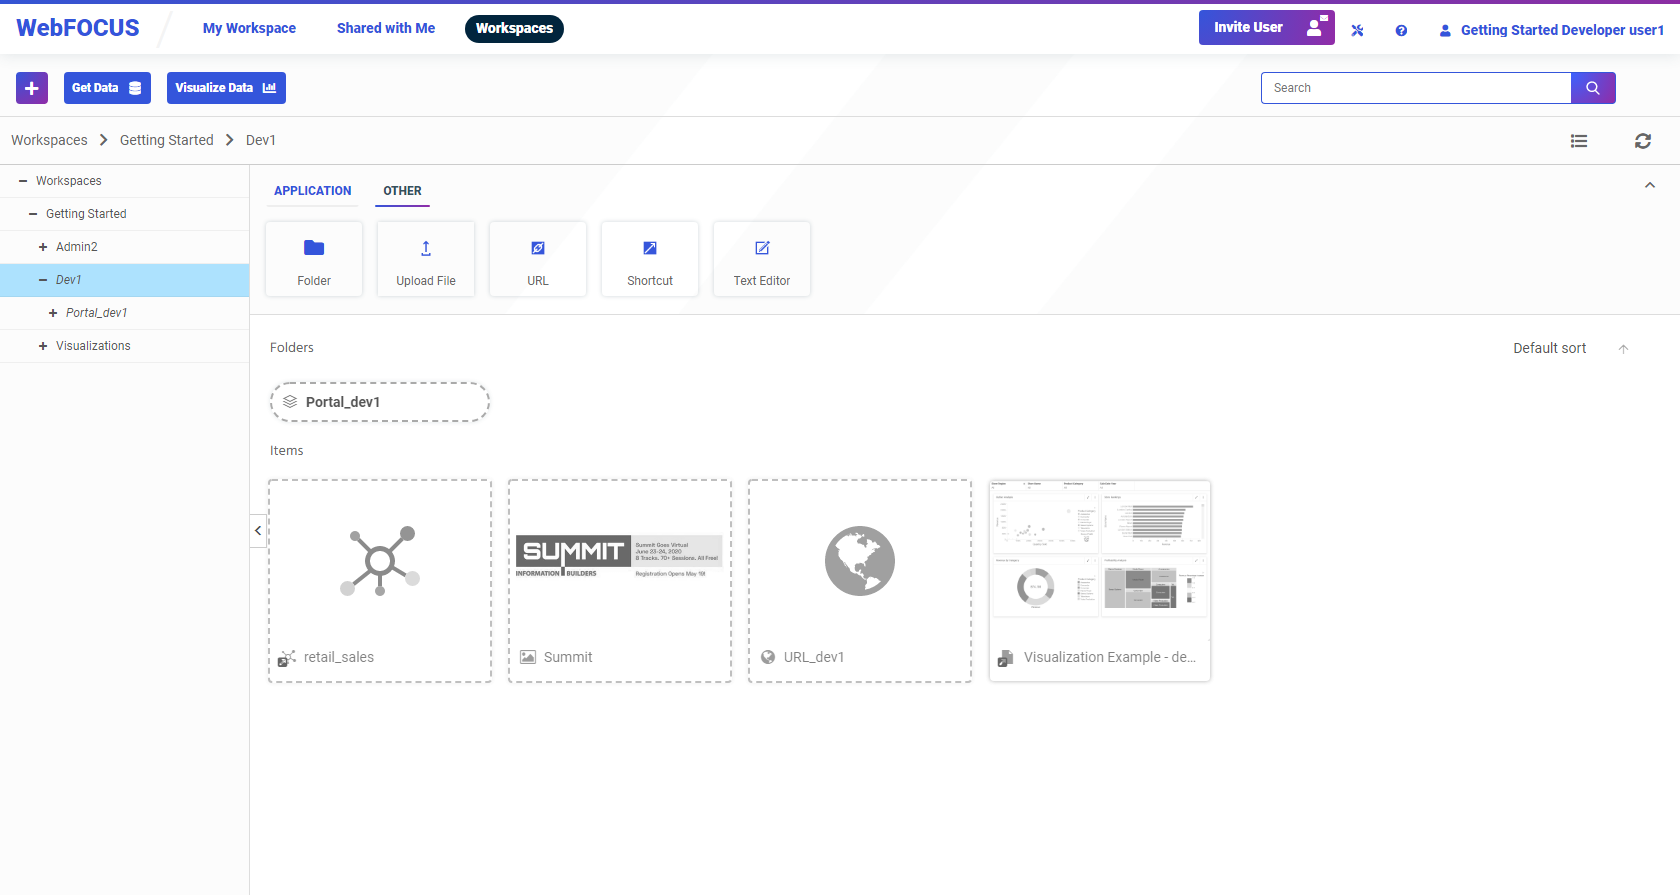 WebFOCUS
My Workspace
Shared with Me
Workspaces
Invite User
Getting Started Developer user1
Get Data
Visualize Data
Search
Workspaces
Getting Started
Dev1
Workspaces
Getting Started
Admin2
Dev1
Portal_dev1
Visualizations
APPLICATION
OTHER
Folder
Upload File
URL
Shortcut
Text Editor
Folders
Default sort
Portal_dev1
Items
SUMMIT
INFORMATION BUILDERS
Summit Goes Virtual
June 23-24, 2020
8 Tracks. 70+ Sessions. All Free!
Registration Opens May 19!
retail_sales
Summit
URL_dev1
Visualization Example - de...